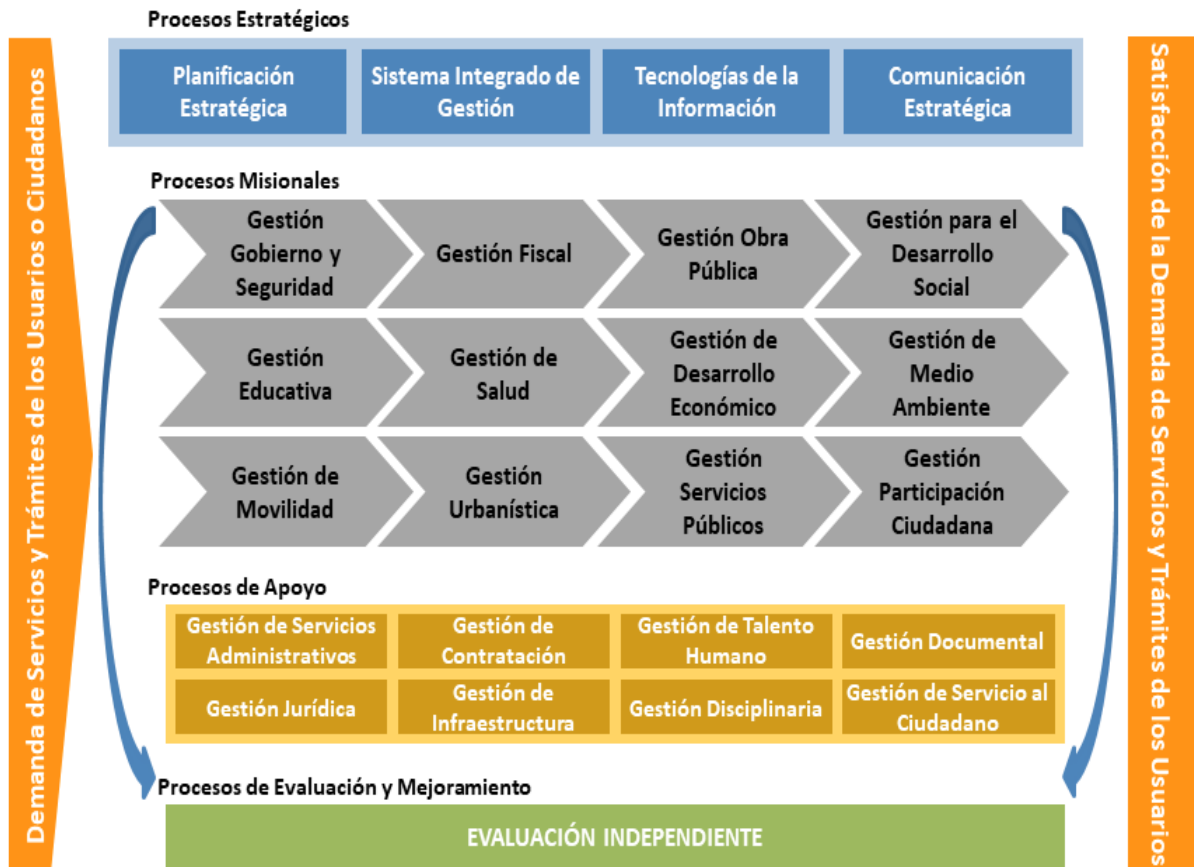 Procesos Estratégicos
Demanda de Servicios y Trámites de los Usuarios o Ciudadanos
Planificación
Estratégica
Sistema Integrado de
Gestión
Tecnologías de la
Información
Comunicación
Estratégica
Procesos Misionales
Gestión
Gobierno y
Seguridad
Gestión Fiscal
Gestión Obra
Pública
Gestión para el
Desarrollo
Social
Gestión
Educativa
Gestión de
Salud
Gestión de
Desarrollo
Económico
Gestión de
Medio
Ambiente
Gestión de
Movilidad
Gestión
Urbanística
Gestión
Servicios
Públicos
Gestión
Participación
Ciudadana
Procesos de Apoyo
Gestión de Servicios
Administrativos
Gestión de
Contratación
Gestión de Talento
Humano
Gestión Documental
Gestión Jurídica
Gestión de
Infraestructura
Gestión Disciplinaria
Gestión de Servicio al
Ciudadano
Procesos de Evaluación y Mejoramiento
EVALUACIÓN INDEPENDIENTE
Satisfacción de la Demanda de Servicios y Trámites de los Usuarios